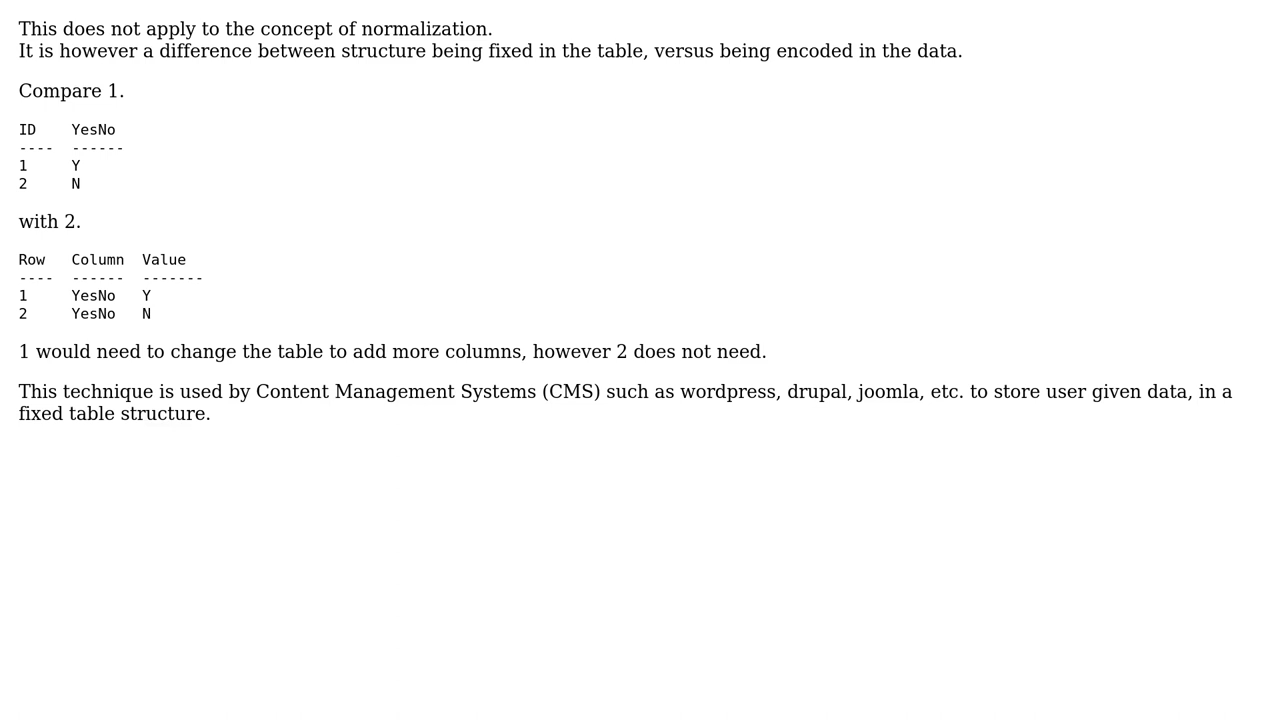 This does not apply to the concept of normalization.
It is however a difference between structure being fixed in the table, versus being encoded in the data.
Compare 1.
ID    YesNo
----  ------
1     Y
2     N
with 2.
Row   Column  Value
----  ------  -------
1     YesNo   Y
2     YesNo   N
1 would need to change the table to add more columns, however 2 does not need.
This technique is used by Content Management Systems (CMS) such as wordpress, drupal, joomla, etc. to store user given data, in a
fixed table structure.